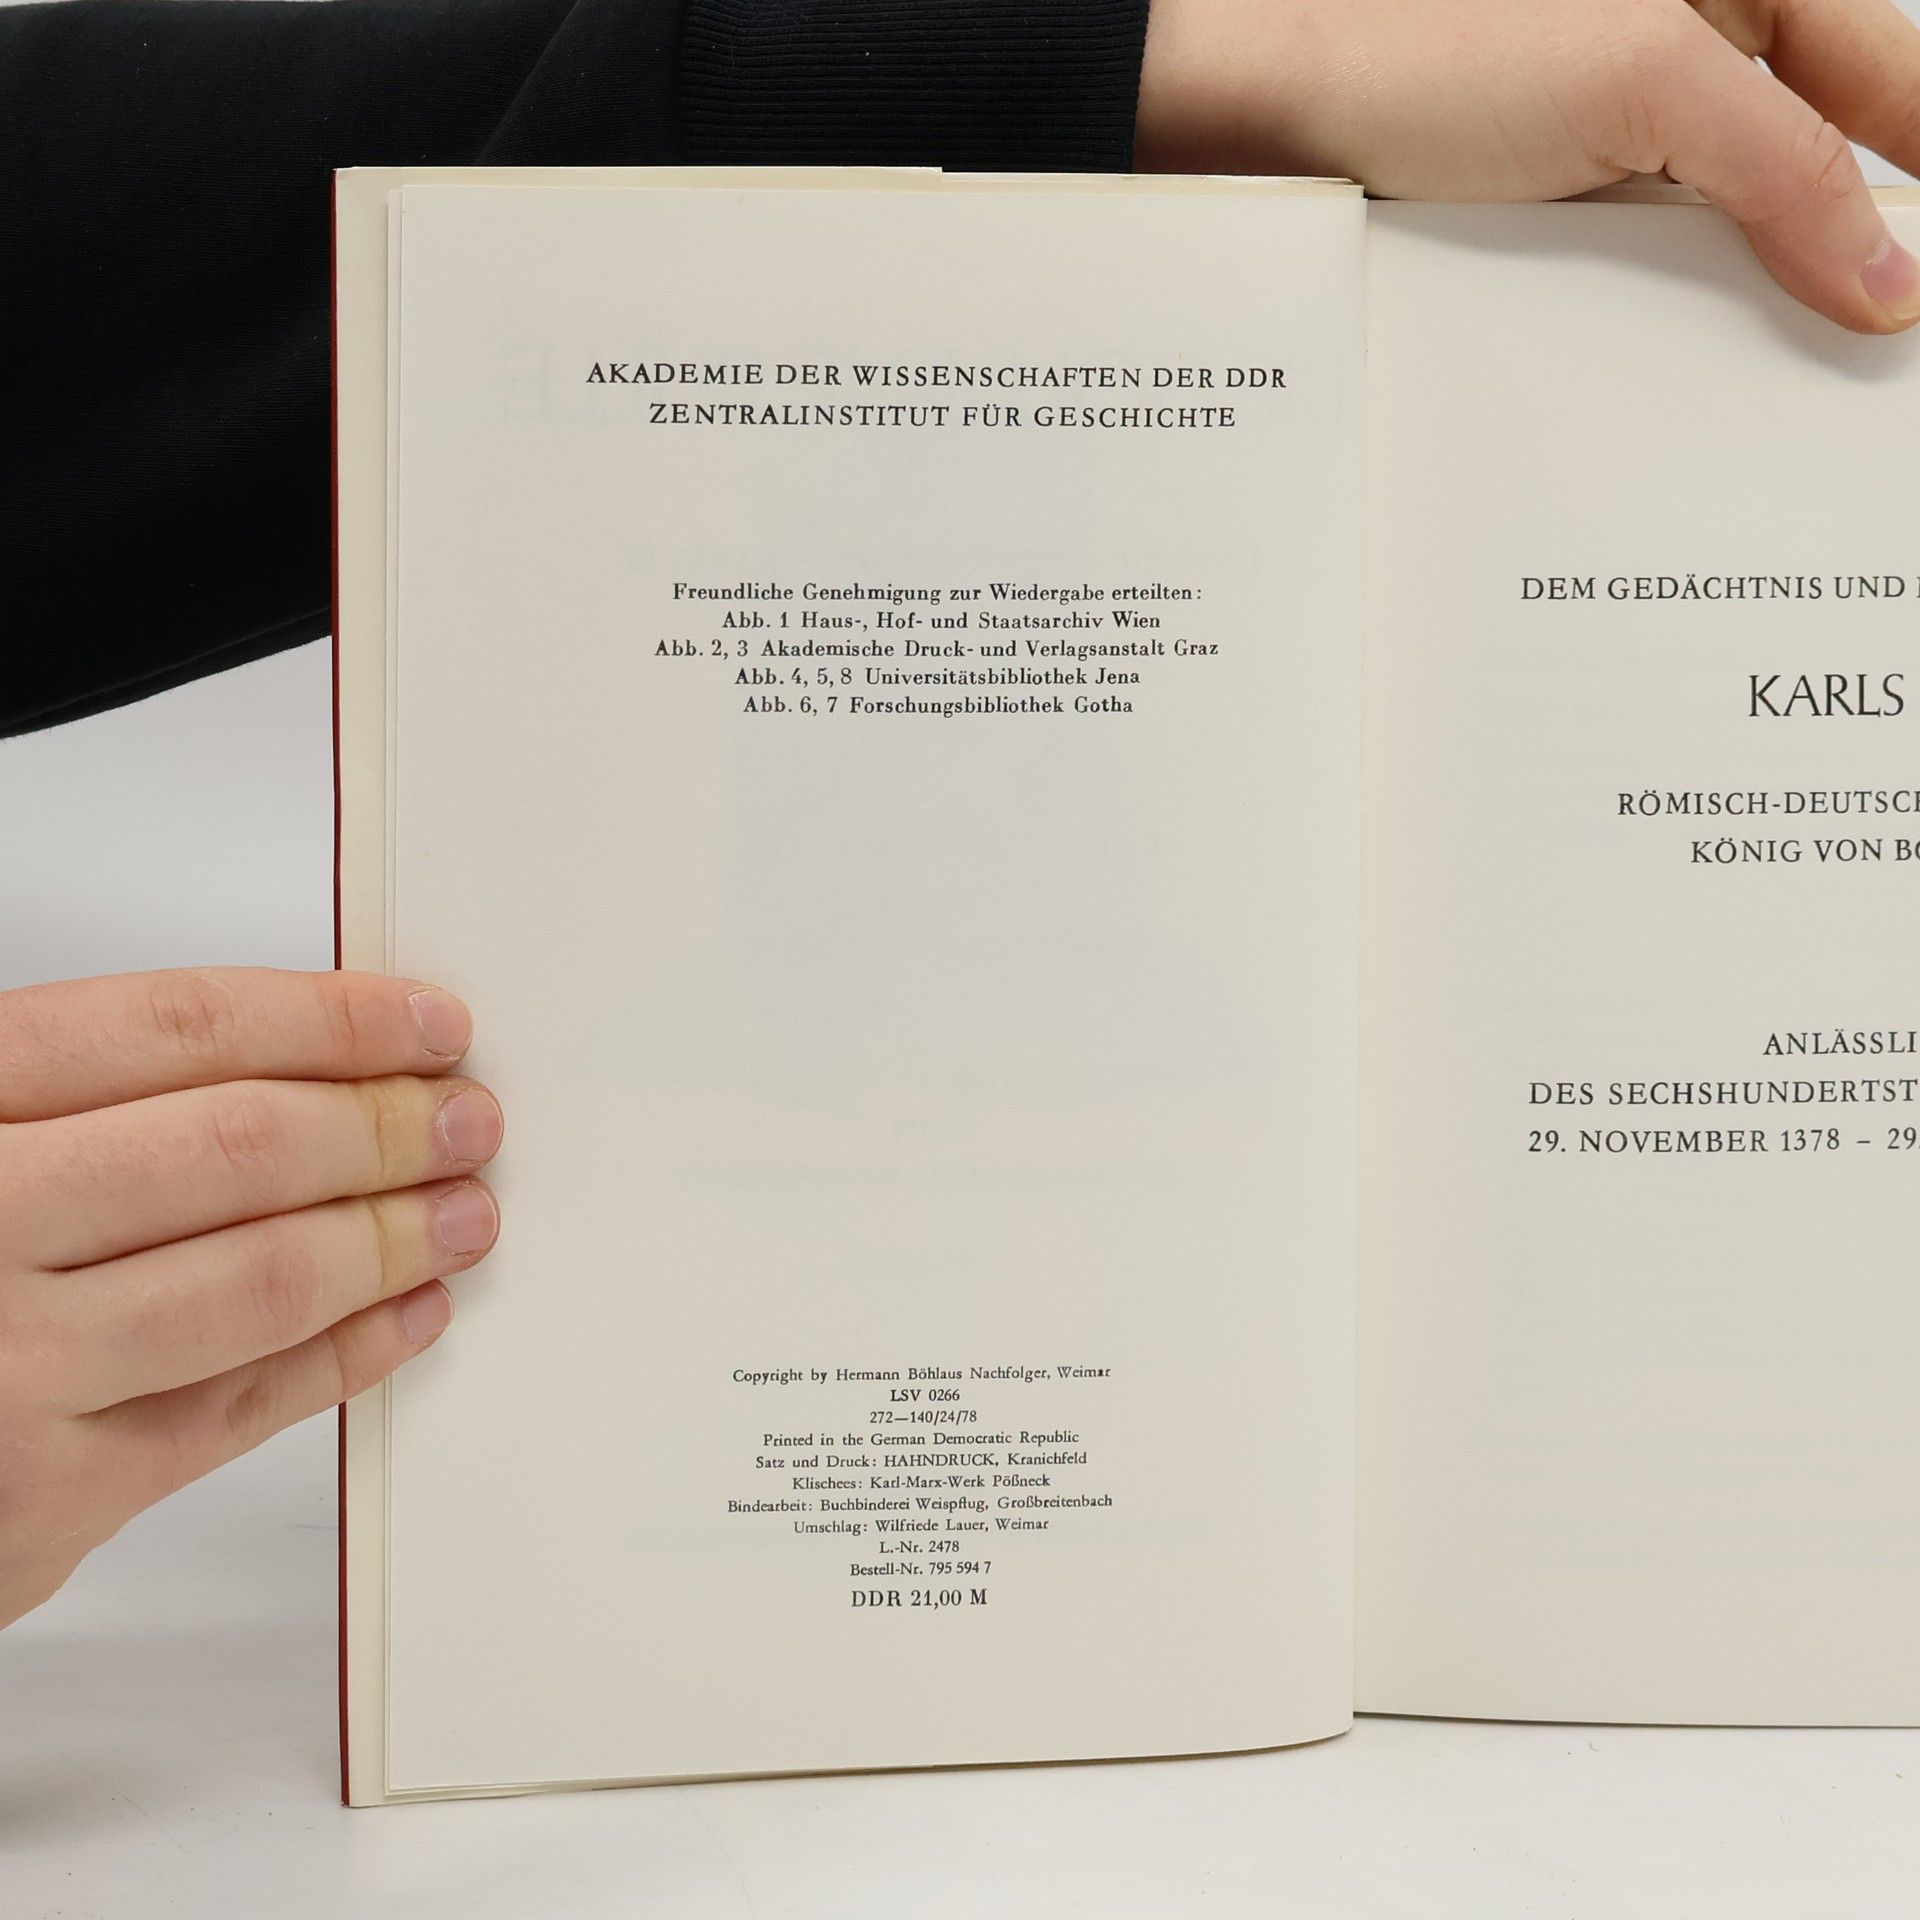 AKADEMIE DER WISSENSCHAFTEN DER DDR
ZENTRALINSTITUT FÜR GESCHICHTE
Freundliche Genehmigung zur Wiedergabe erteilten:
Abb. 1 Haus-, Hof- und Staatsarchiv Wien
Abb. 2, 3 Akademische Druck- und Verlagsanstalt Graz
Abb. 4, 5, 8 Universitätsbibliothek Jena
Abb. 6, 7 Forschungsbibliothek Gotha
Copyright by Hermann Böhlaus Nachfolger, Weimar
LSV 0266
272—140/24/78
Printed in the German Democratic Republic
Satz und Druck: HAHNDRUCK, Kranichfeld
Klischees: Karl-Marx-Werk Pößneck
Bindearbeit: Buchbinderei Weispflug, Großbreitenbach
Umschlag: Wilfriede Lauer, Weimar
L.-Nr. 2478
Bestell-Nr. 795 594 7
DDR 21,00 M
DEM GEDÄCHTNIS UND
KARLS
RÖMISCH-DEUTSC
KÖNIG VON B
ANLÄSSLI
DES SECHSHUNDERTST
29. NOVEMBER 1378 – 29